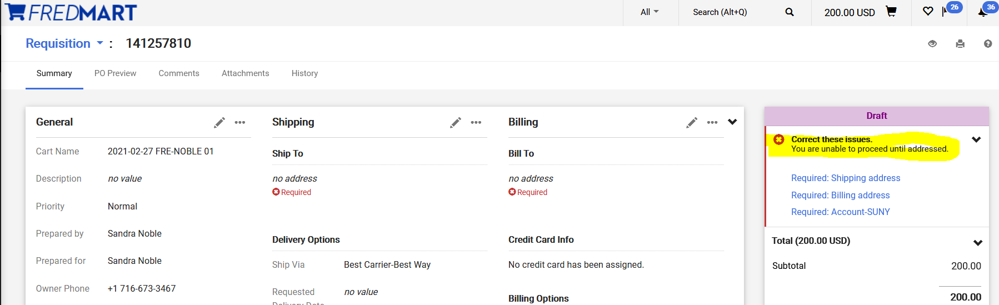 FREDMART
All
Search (Alt+Q)
200.00 USD
26
36
Requisition : 141257810
Summary
PO Preview
Comments
Attachments
History
General
Cart Name 2021-02-27 FRE-NOBLE 01
Description no value
Priority Normal
Prepared by Sandra Noble
Prepared for Sandra Noble
Owner Phone +1 716-673-3467
Shipping
Ship To
no address
Required
Delivery Options
Ship Via Best Carrier-Best Way
Requested no value
Delivery Date
Billing
Bill To
no address
Required
Credit Card Info
No credit card has been assigned.
Billing Options
Draft
Correct these issues.
You are unable to proceed until addressed.
Required: Shipping address
Required: Billing address
Required: Account-SUNY
Total (200.00 USD)
Subtotal 200.00
200.00